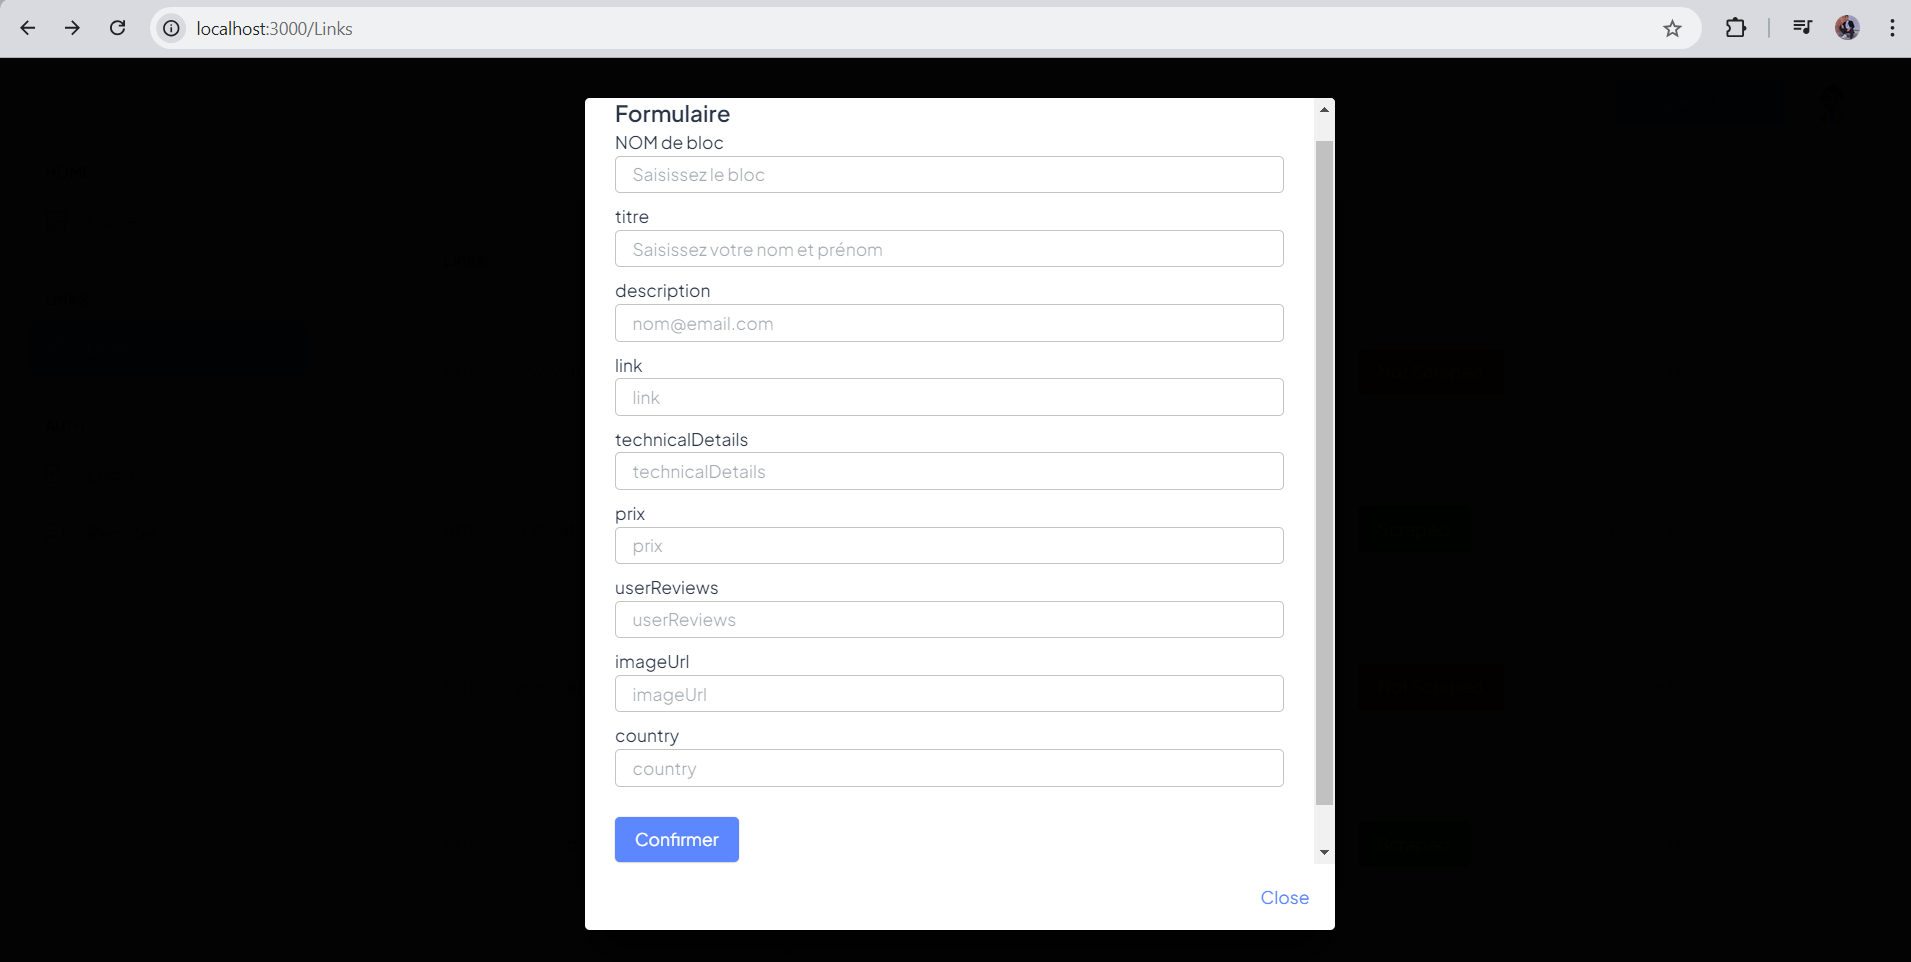 localhost:3000/Links
Formulaire
NOM de bloc
Saisissez le bloc
titre
Saisissez votre nom et prénom
description
nom@email.com
link
link
technicalDetails
technicalDetails
prix
prix
userReviews
userReviews
imageUrl
imageUrl
country
country
Confirmer
Close